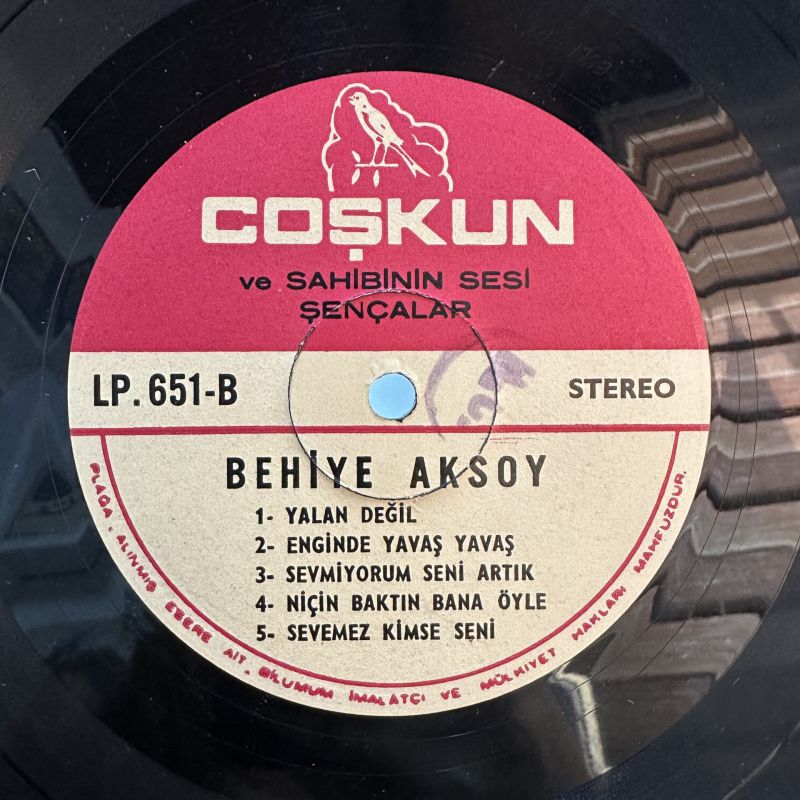 COŞKUN
ve SAHİBİNİN SESİ
ŞENÇALAR
LP. 651-B
STEREO
BEHİYE AKSOY
1- YALAN DEĞİL
2- ENGİNDE YAVAŞ YAVAŞ
3- SEVMİYORUM SENİ ARTIK
4- NİÇİN BAKTIN BANA ÖYLE
5- SEVEMEZ KİMSE SENİ
PLAĞA ALINMIŞ ESERE AİT BİLUMUM İMALATÇI VE MÜLKİYET HAKLARI MAHFUZDUR.